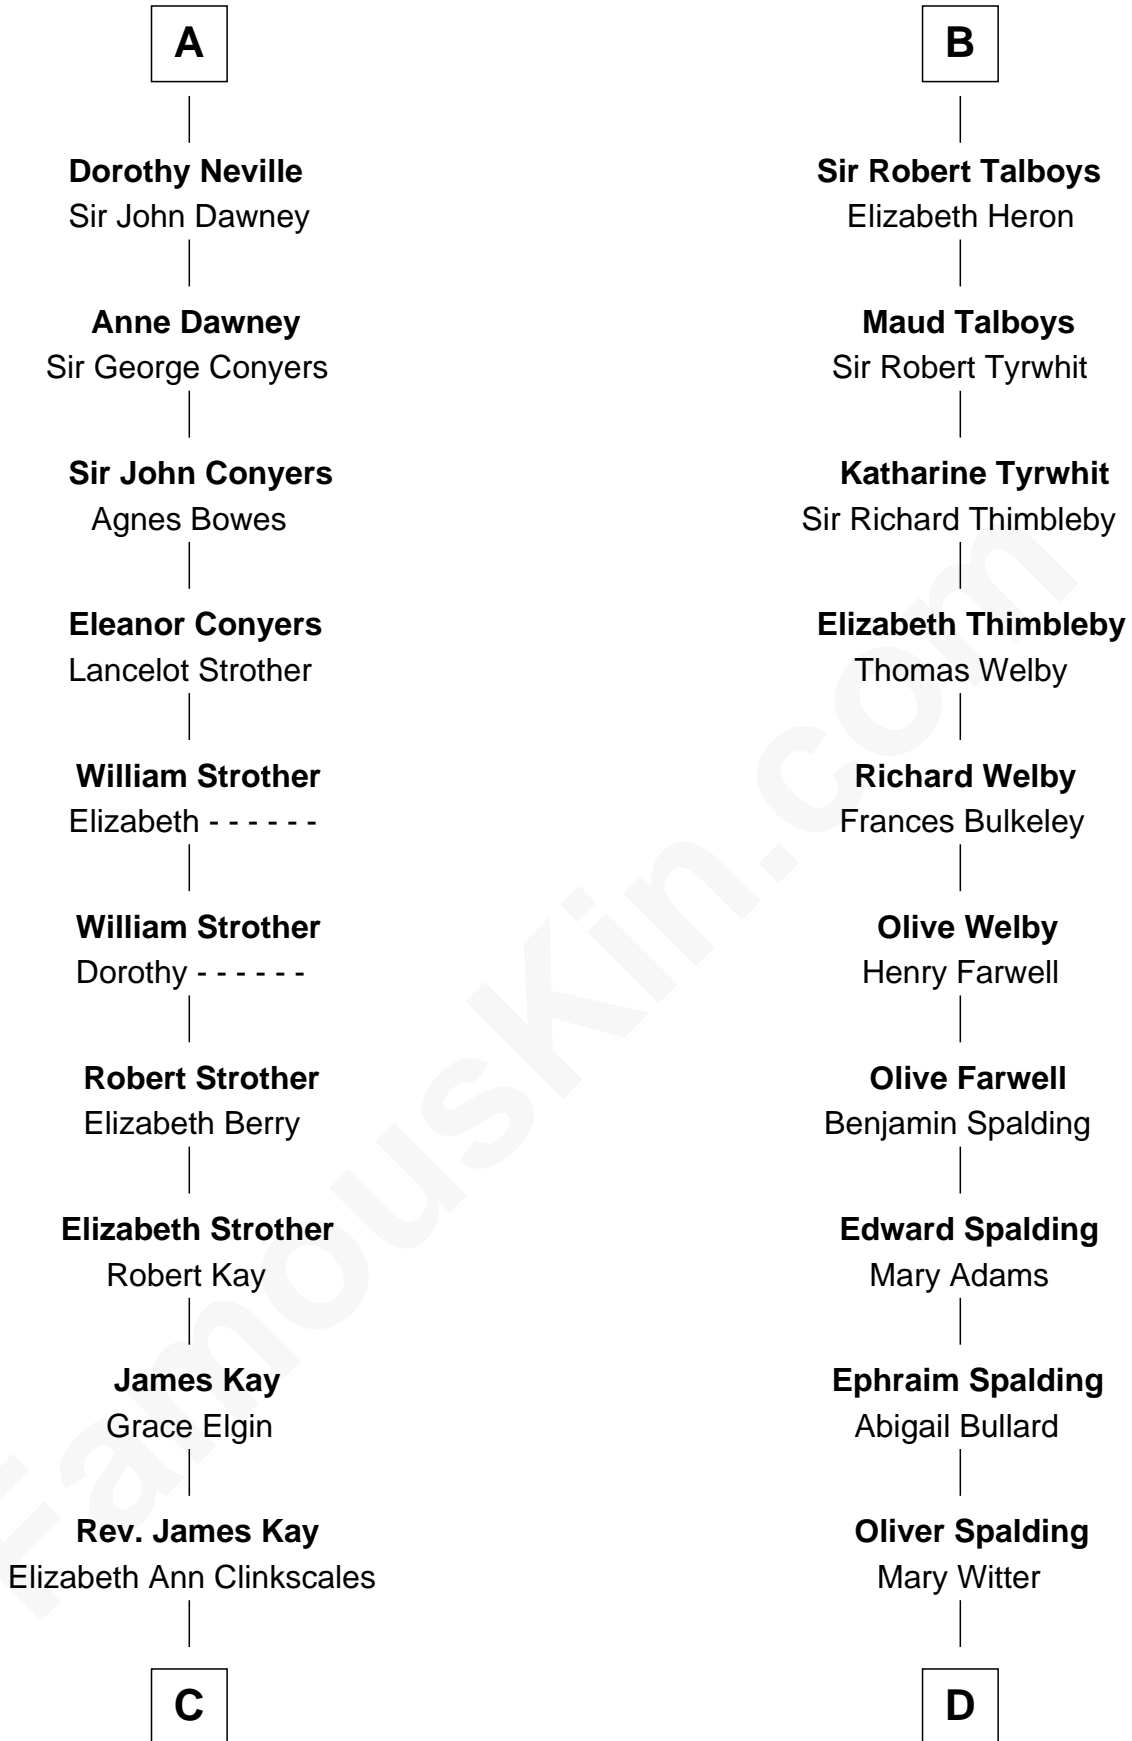 A
Dorothy Neville
Sir John Dawney
Anne Dawney
Sir George Conyers
Sir John Conyers
Agnes Bowes
Eleanor Conyers
Lancelot Strother
William Strother
Elizabeth - - - - - -
William Strother
Dorothy - - - - - -
Robert Strother
Elizabeth Berry
Elizabeth Strother
Robert Kay
James Kay
Grace Elgin
Rev. James Kay
Elizabeth Ann Clinkscales
C
B
Sir Robert Talboys
Elizabeth Heron
Maud Talboys
Sir Robert Tyrwhit
Katharine Tyrwhit
Sir Richard Thimbleby
Elizabeth Thimbleby
Thomas Welby
Richard Welby
Frances Bulkeley
Olive Welby
Henry Farwell
Olive Farwell
Benjamin Spalding
Edward Spalding
Mary Adams
Ephraim Spalding
Abigail Bullard
Oliver Spalding
Mary Witter
D
FamousKin.com